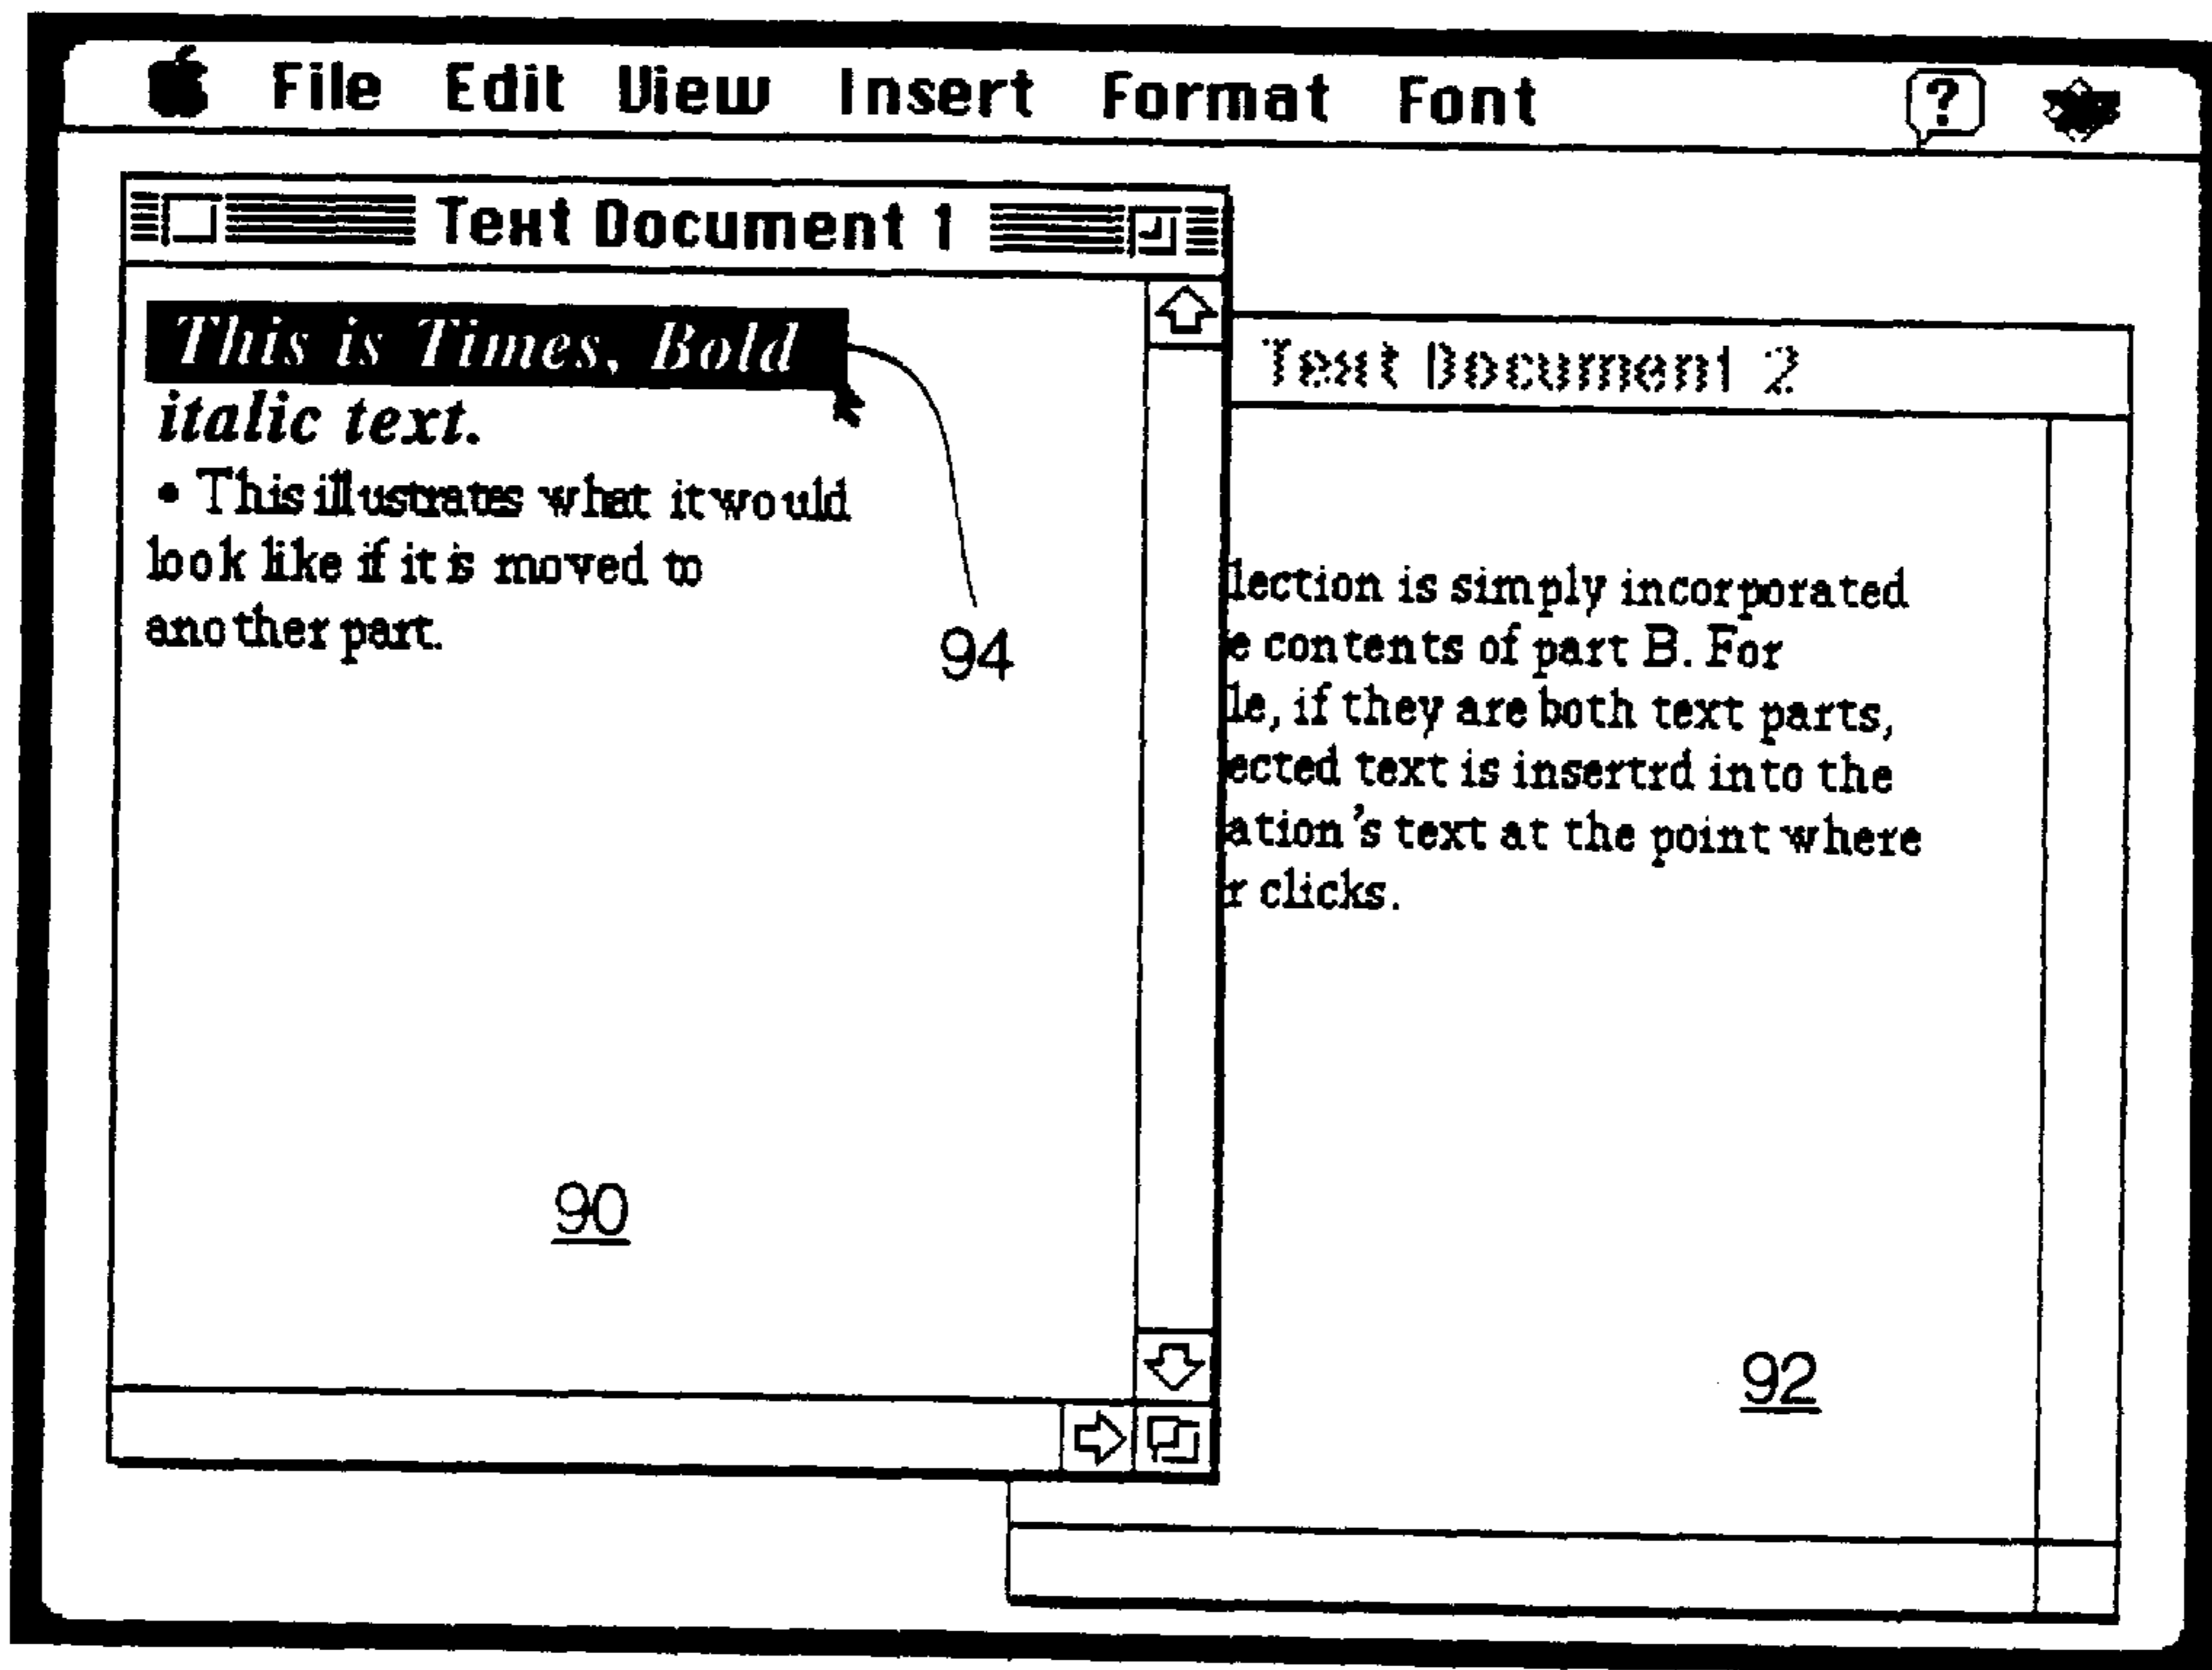 File Edit View Insert Format Font ?
Text Document 1
This is Times, Bold
italic text.
• This illustrates what it would
look like if it is moved to
another part.
94
90
Text Document 2
lection is simply incorporated
e contents of part B. For
le, if they are both text parts,
ected text is insertrd into the
ation's text at the point where
r clicks.
92